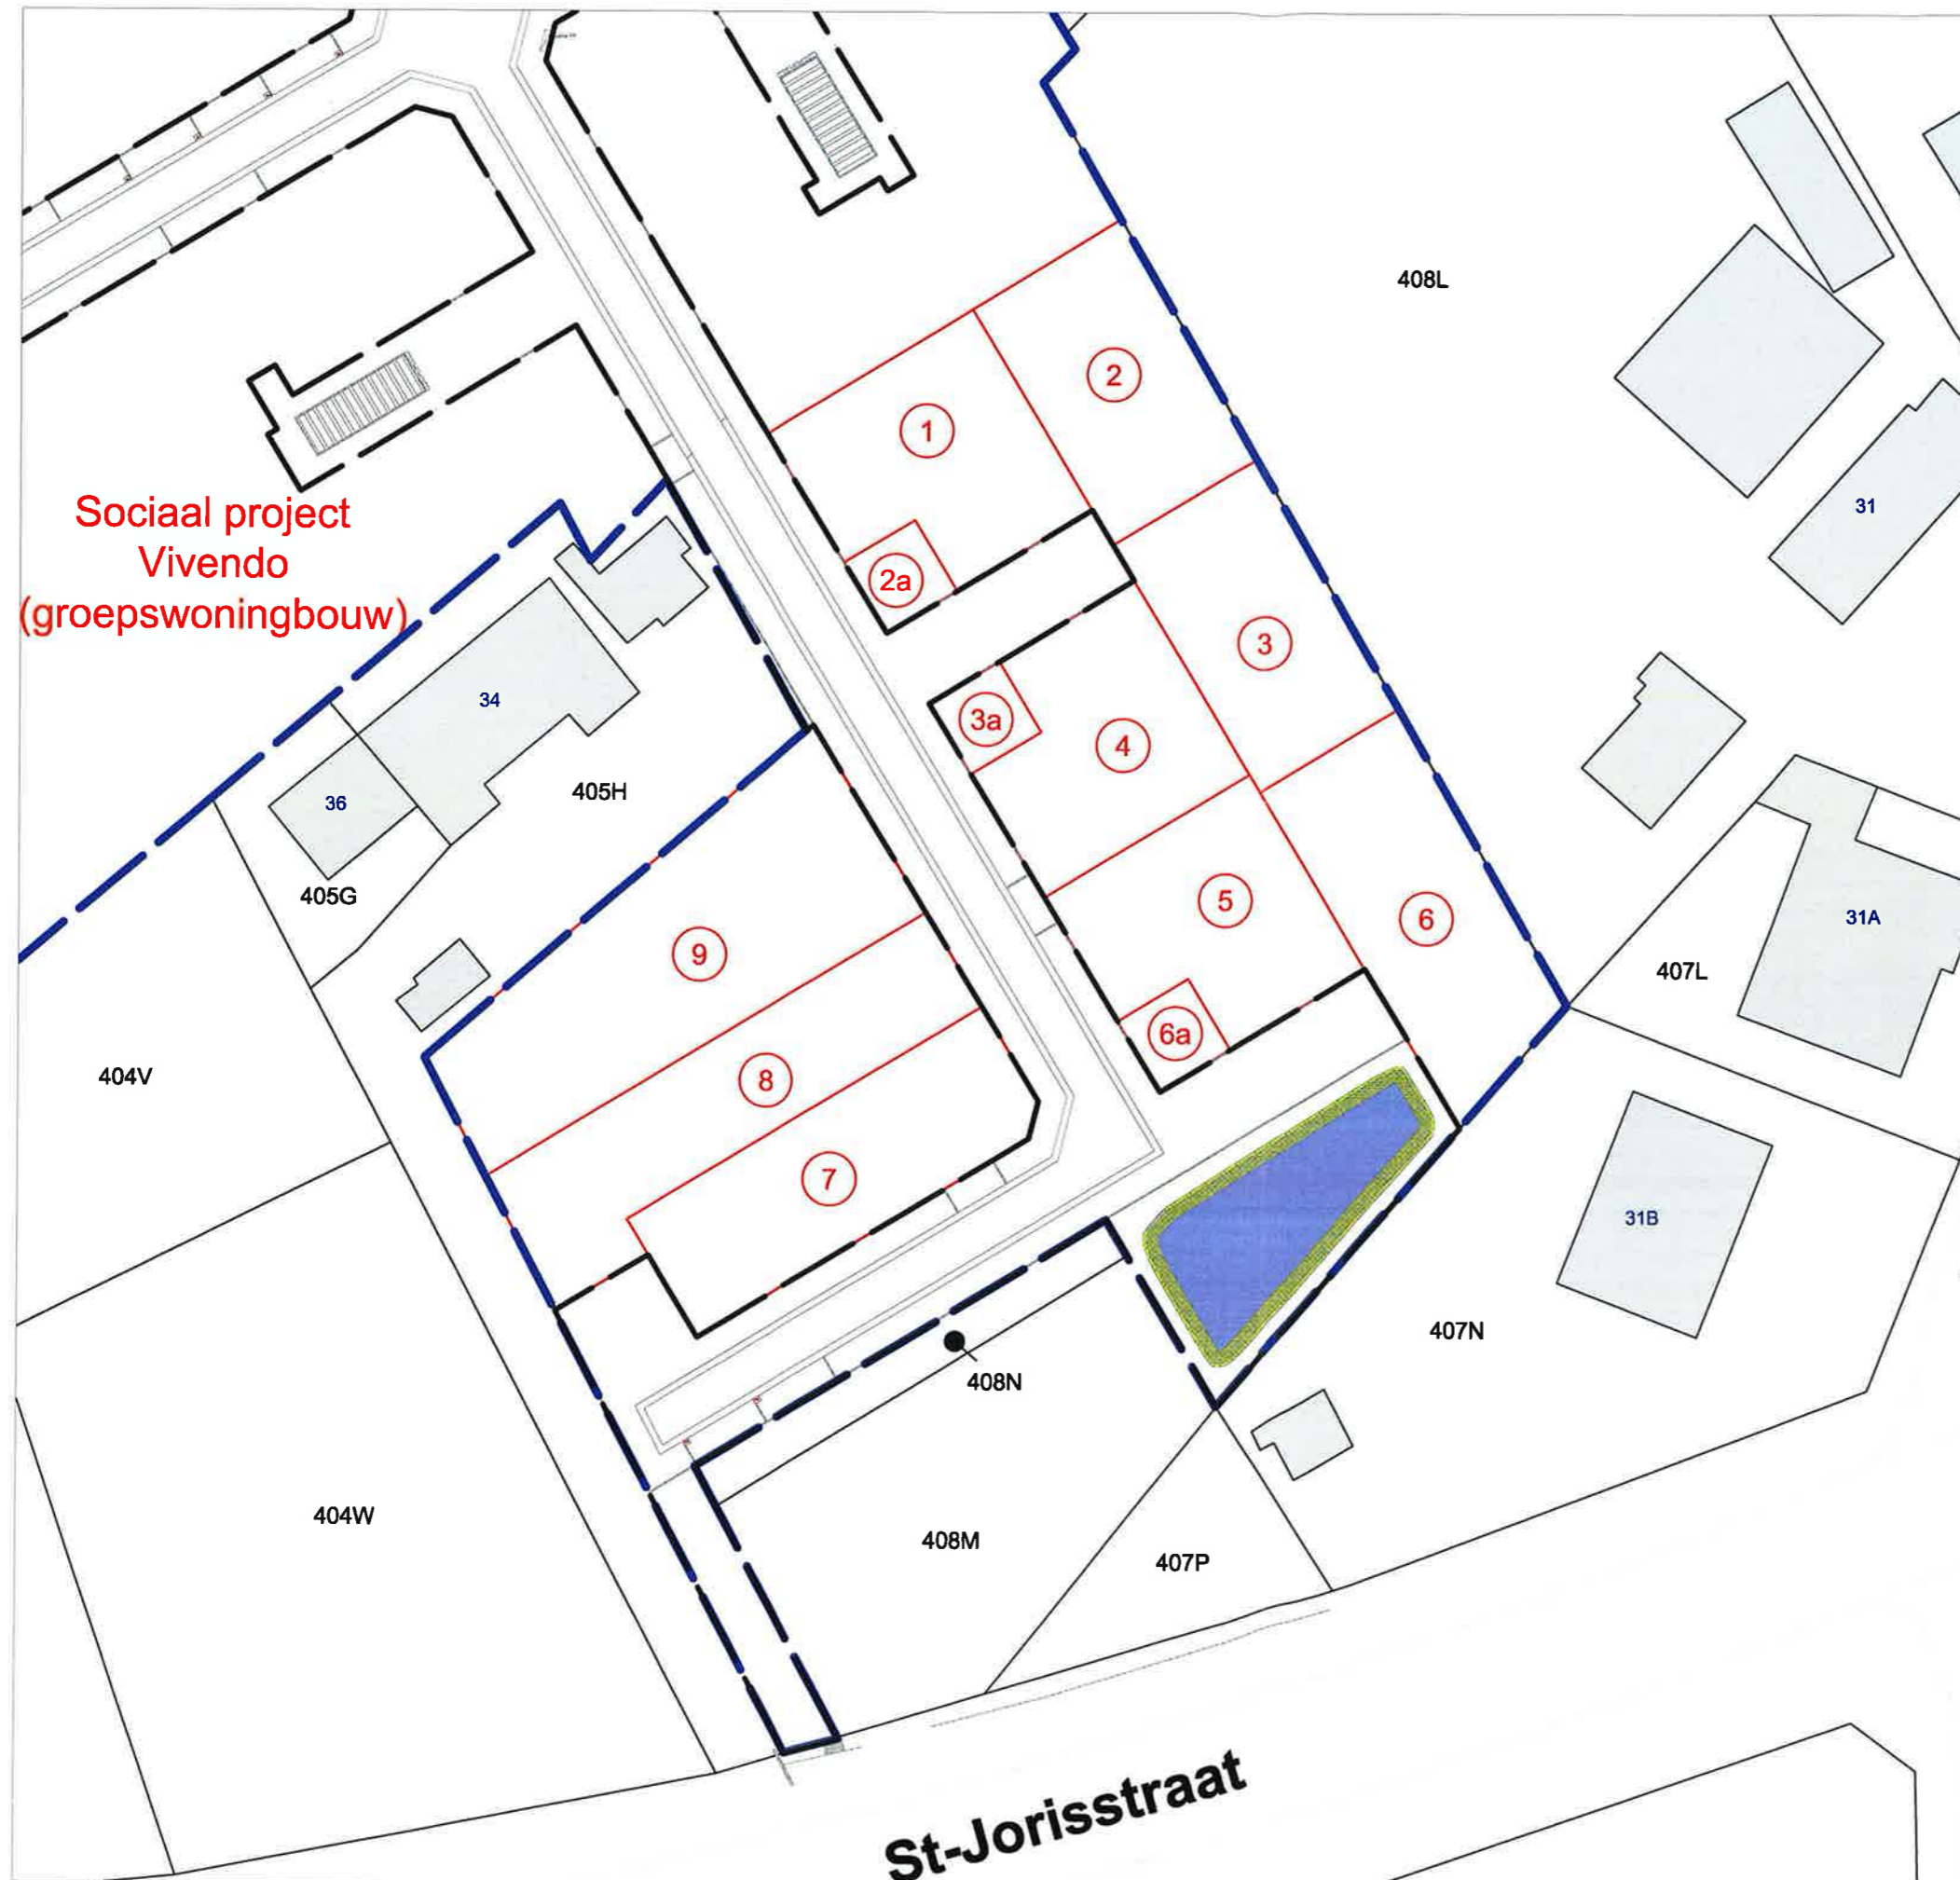 408L
2
1
31
Sociaal project
Vivendo
(groepswoningbouw)
2a
3
34
3a
4
36
405H
405G
5
6
31A
9
407L
6a
404V
8
7
31B
407N
408N
404W
408M
407P
St-Jorisstraat